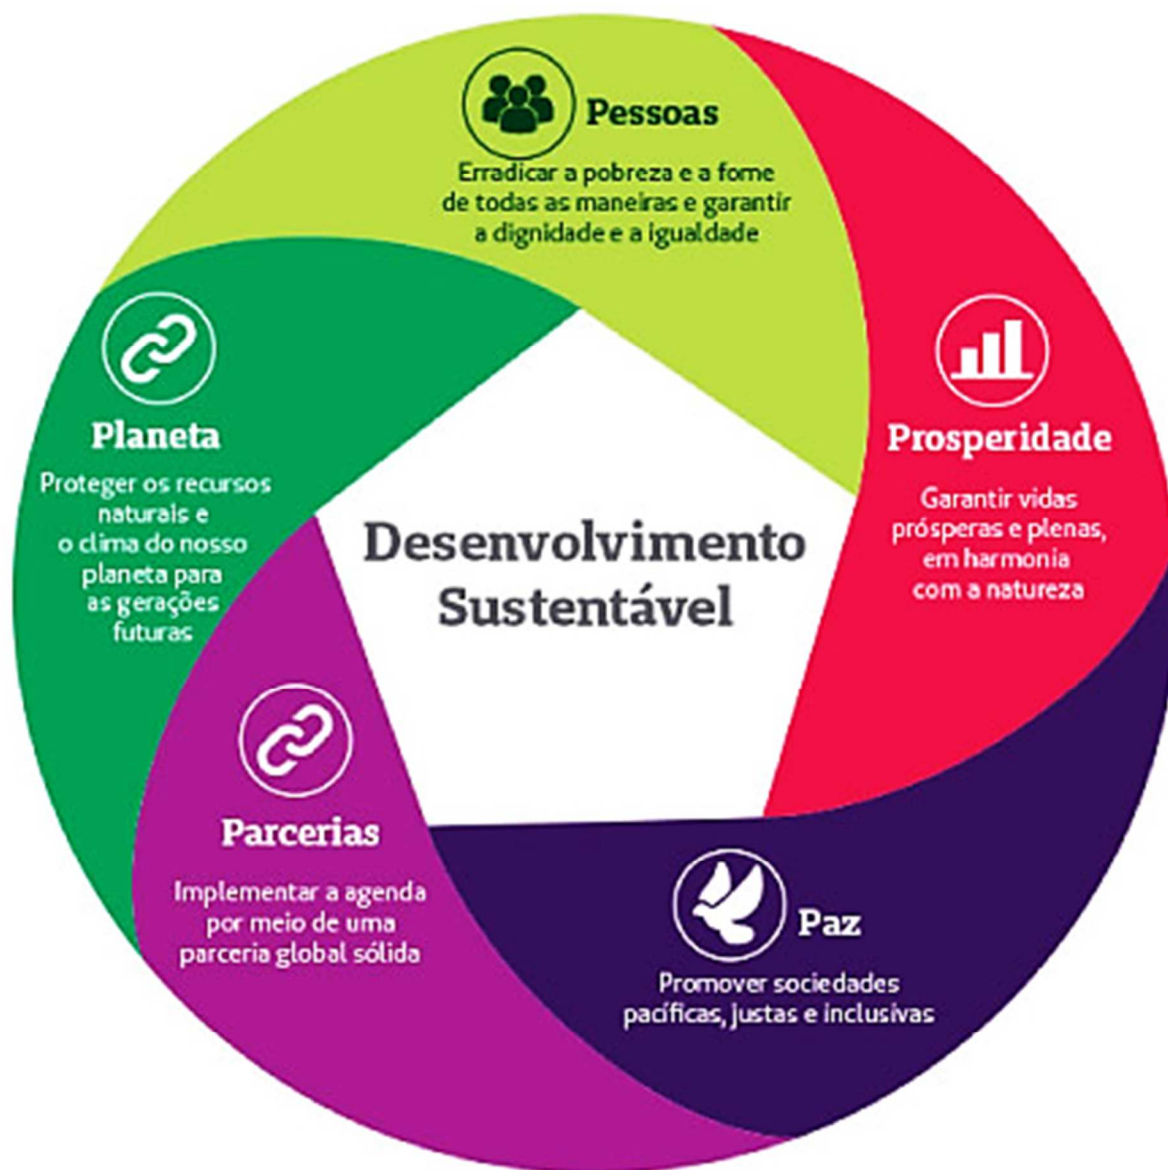 Pessoas
Erradicar a pobreza e a fome
de todas as maneiras e garantir
a dignidade e a igualdade
Prosperidade
Garantir vidas
prósperas e plenas,
em harmonia
com a natureza
Paz
Promover sociedades
pacíficas, justas e inclusivas
Parcerias
Implementar a agenda
por meio de uma
parceria global sólida
Planeta
Proteger os recursos
naturais e
o clima do nosso
planeta para
as gerações
futuras
Desenvolvimento
Sustentável